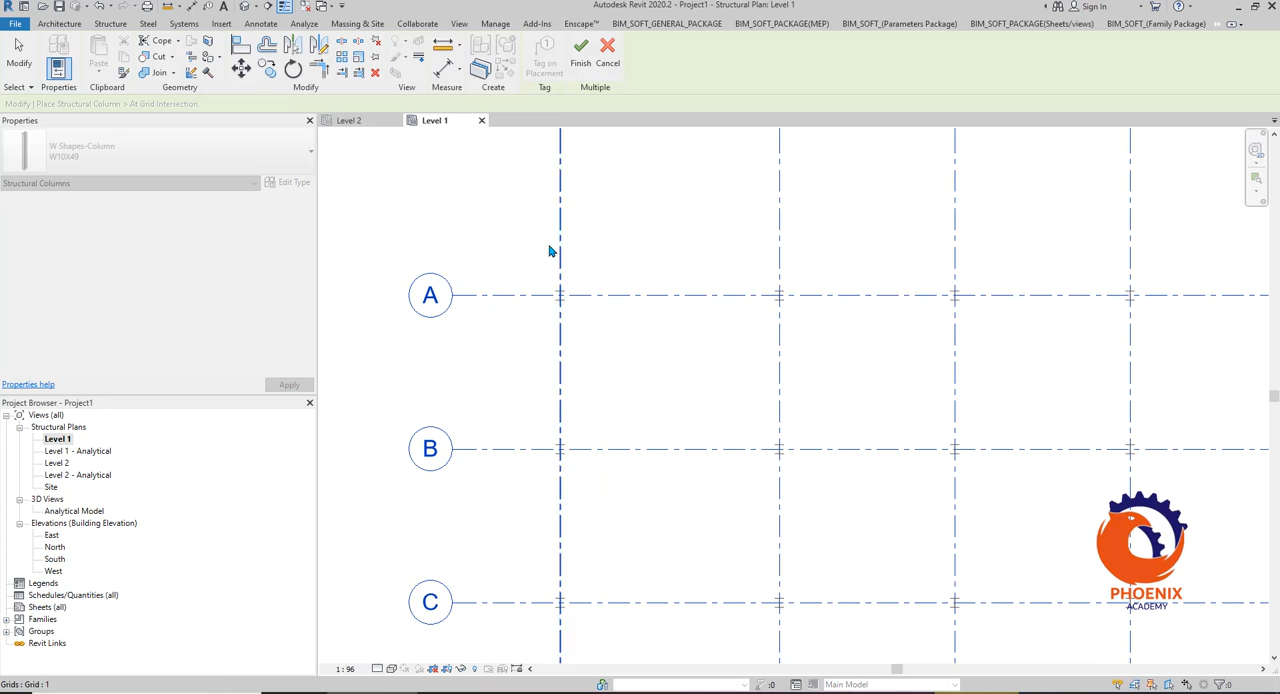 Autodesk Revit 2020.2 - Project1 - Structural Plan: Level 1
Sign In
File Architecture Structure Steel Systems Insert Annotate Analyze Massing & Site Collaborate View Manage Add-Ins Enscape™ BIM_SOFT_GENERAL_PACKAGE BIM_SOFT_PACKAGE(MEP) BIM_SOFT_(Parameters Package) BIM_SOFT_PACKAGE(Sheets/views) BIM_SOFT_(Family Package)
Modify Paste Cope Cut Join Tag on Placement Finish Cancel
Select Properties Clipboard Geometry Modify View Measure Create Tag Multiple
Modify | Place Structural Column > At Grid Intersection
Properties
Level 2 Level 1
W Shapes-Column
W10X49
Structural Columns Edit Type
A
B
C
Properties help Apply
Project Browser - Project1
Views (all)
Structural Plans
Level 1
Level 1 - Analytical
Level 2
Level 2 - Analytical
Site
3D Views
Analytical Model
Elevations (Building Elevation)
East
North
South
West
Legends
Schedules/Quantities (all)
Sheets (all)
Families
Groups
Revit Links
PHOENIX
ACADEMY
1 : 96
Grids : Grid : 1
:0 Main Model :0